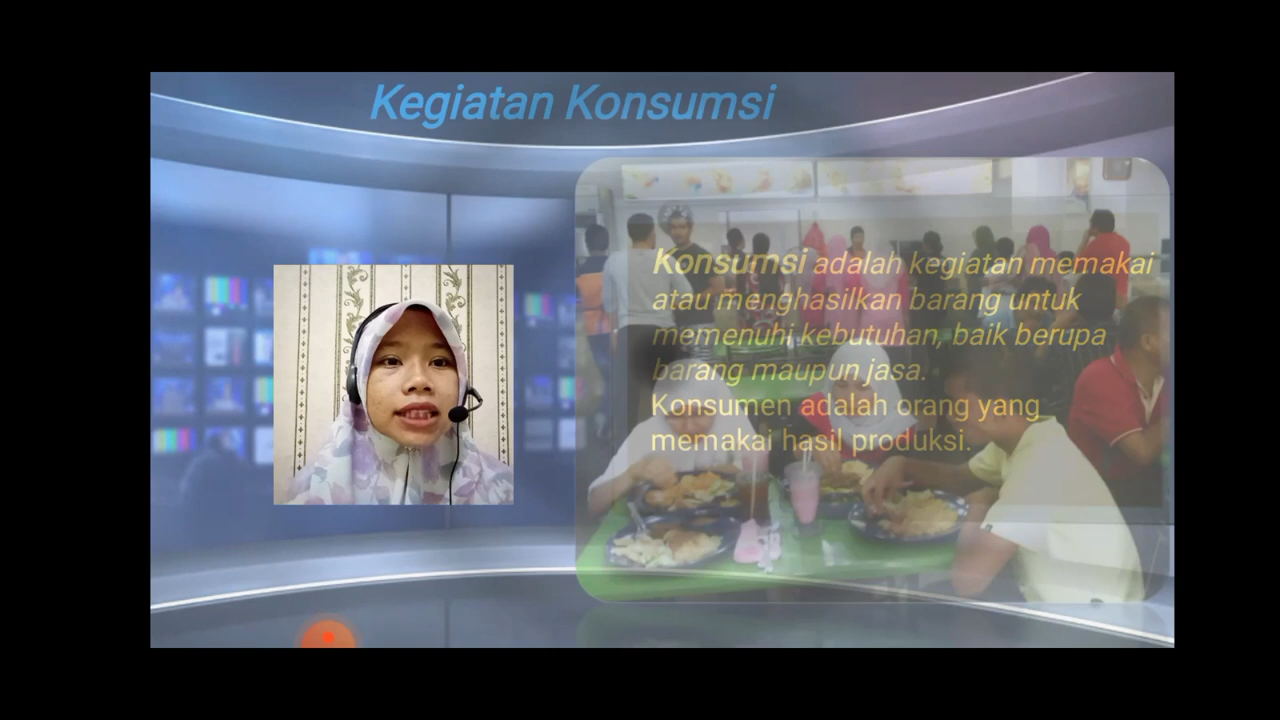 Kegiatan Konsumsi
Konsumsi adalah kegiatan memakai
atau menghasilkan barang untuk
memenuhi kebutuhan, baik berupa
barang maupun jasa.
Konsumen adalah orang yang
memakai hasil produksi.